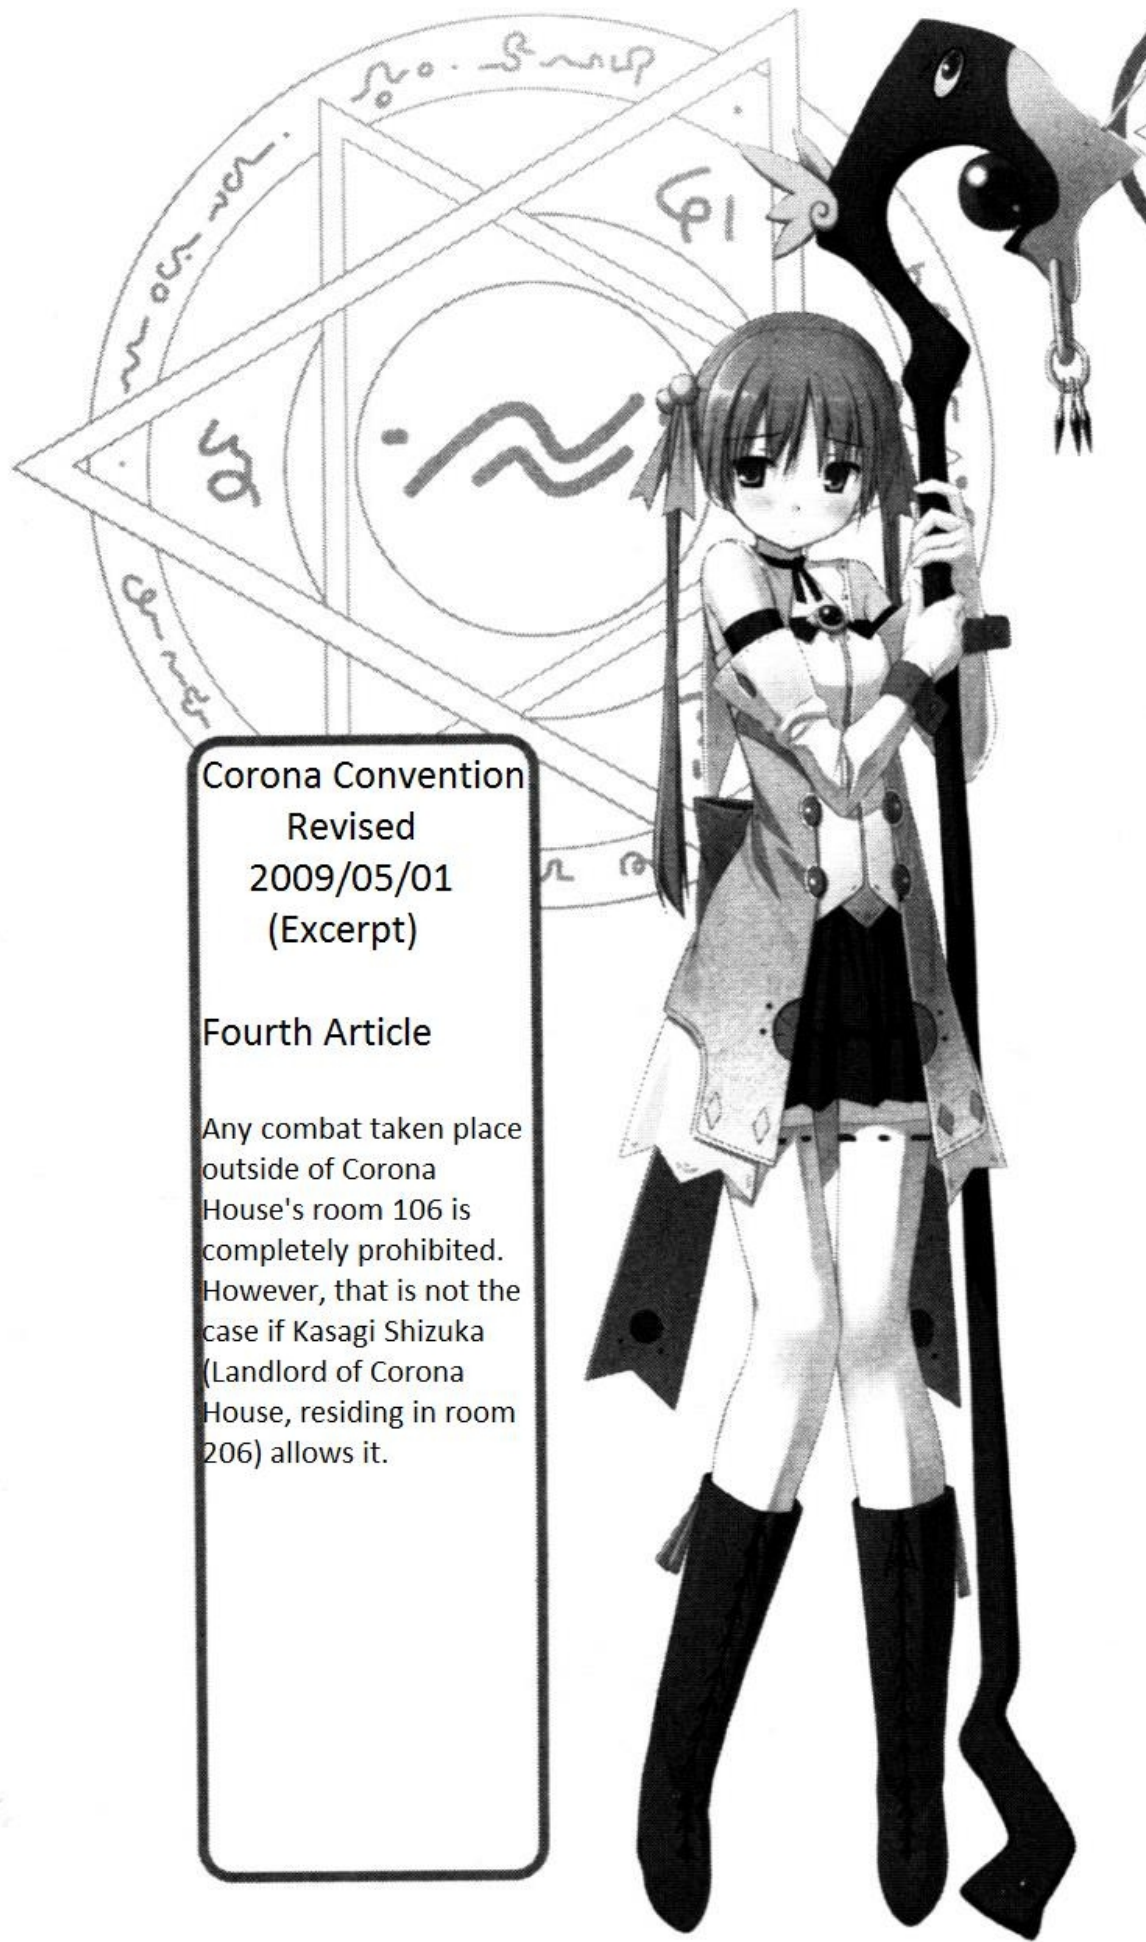 Corona Convention
Revised
2009/05/01
(Excerpt)
Fourth Article
Any combat taken place
outside of Corona
House's room 106 is
completely prohibited.
However, that is not the
case if Kasagi Shizuka
(Landlord of Corona
House, residing in room
206) allows it.